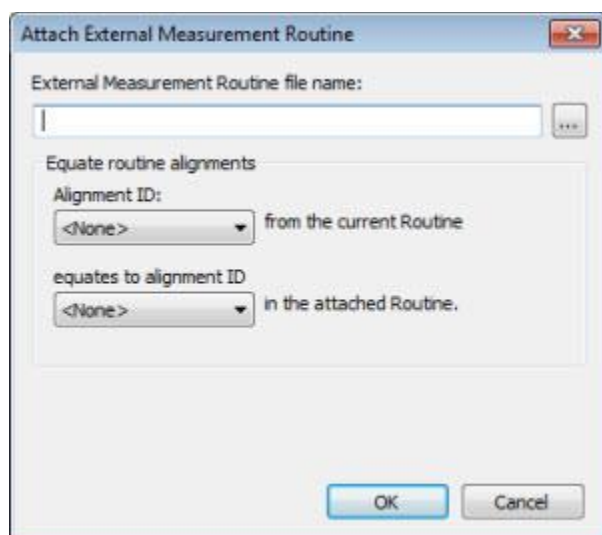 Attach External Measurement Routine
External Measurement Routine file name:
...
Equate routine alignments
Alignment ID:
<None> from the current Routine
equates to alignment ID
<None> in the attached Routine.
OK Cancel